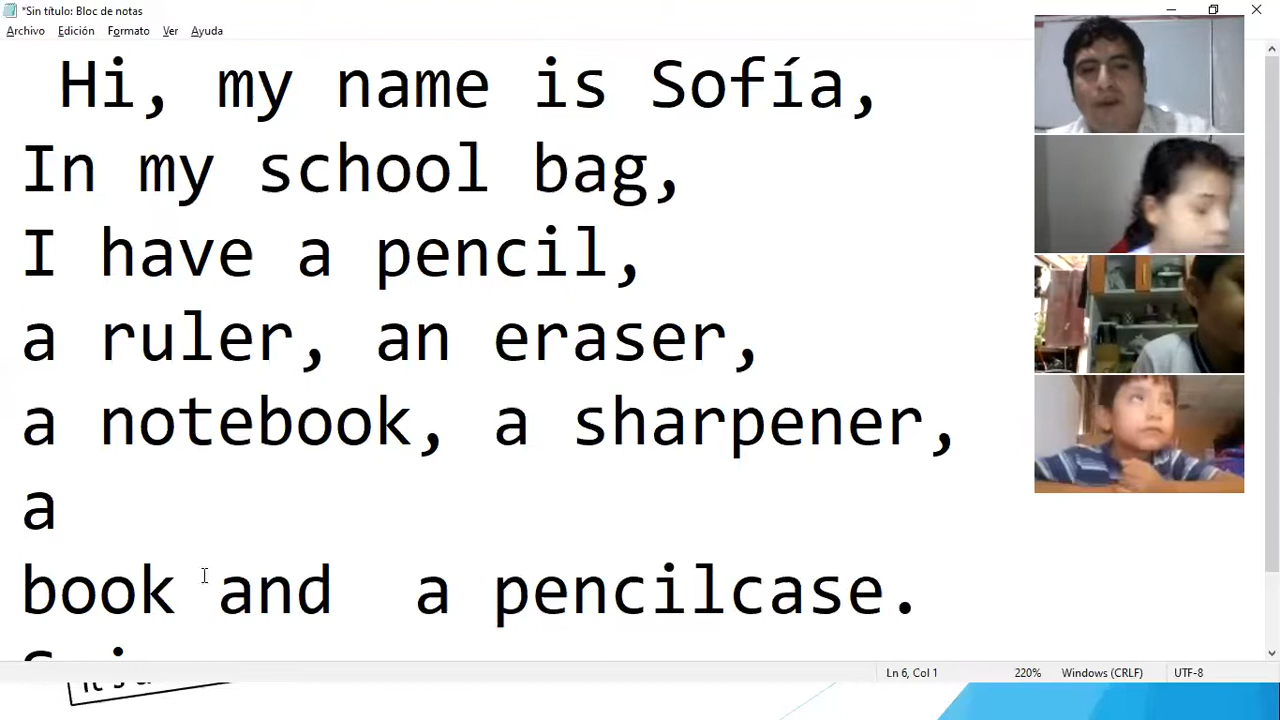 *Sin título: Bloc de notas
Archivo Edición Formato Ver Ayuda
Hi, my name is Sofía,
In my school bag,
I have a pencil,
a ruler, an eraser,
a notebook, a sharpener,
a
book and  a pencilcase.
Ln 6, Col 1 220% Windows (CRLF) UTF-8